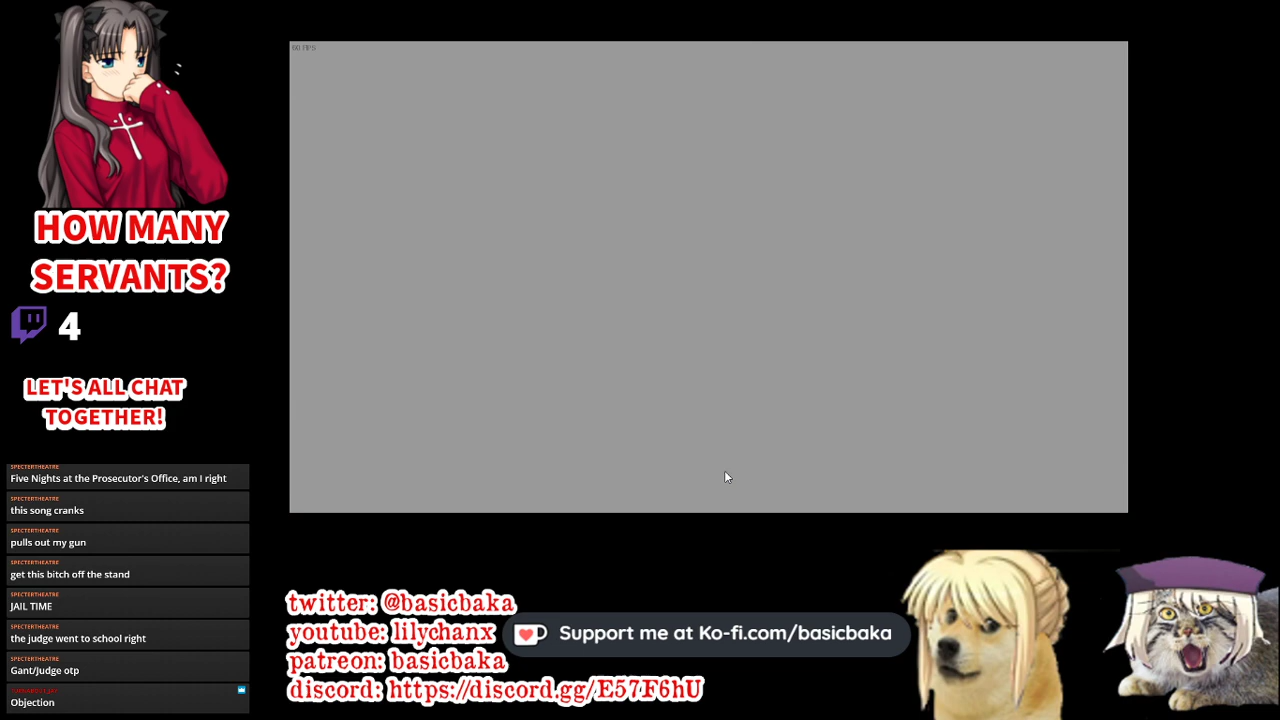 HOW MANY
SERVANTS?
4
LET'S ALL CHAT
TOGETHER!
SPECTERTHEATRE
Five Nights at the Prosecutor's Office, am I right
SPECTERTHEATRE
this song cranks
SPECTERTHEATRE
pulls out my gun
SPECTERTHEATRE
get this bitch off the stand
SPECTERTHEATRE
JAIL TIME
SPECTERTHEATRE
the judge went to school right
SPECTERTHEATRE
Gant/Judge otp
Objection
twitter: @basicbaka
youtube: lilychanx
patreon: basicbaka
discord: https://discord.gg/E57F6hU
Support me at Ko-fi.com/basicbaka